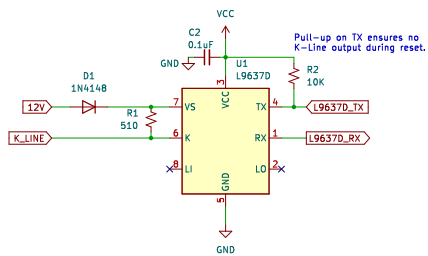 VCC
Pull-up on TX ensures no
K-Line output during reset.
C2
0.1uF
GND
U1
L9637D
R2
10K
D1
1N4148
3
VCC
12V
7
VS
TX
4
L9637D_TX
R1
510
K_LINE
6
K
RX
1
L9637D_RX
8
LI
LO
2
GND
5
GND